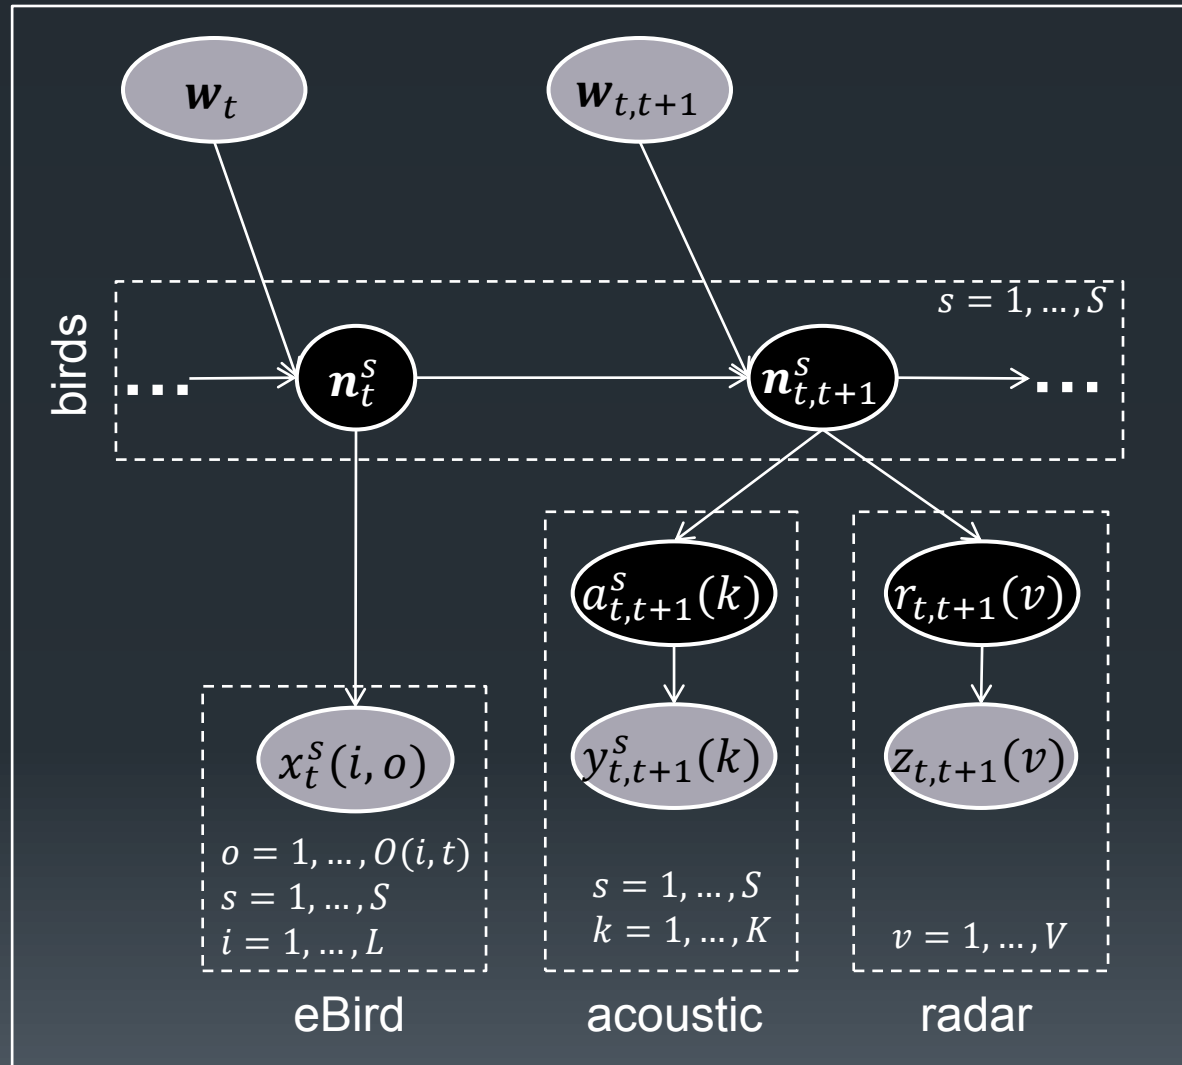 𝒘_t
𝒘_{t,t+1}
s = 1, … , S
birds
…
𝒏_t^s
𝒏_{t,t+1}^s
…
a_{t,t+1}^s(k)
r_{t,t+1}(v)
x_t^s(i, o)
y_{t,t+1}^s(k)
z_{t,t+1}(v)
o = 1, … , O(i, t)
s = 1, … , S
i = 1, … , L
s = 1, … , S
k = 1, … , K
v = 1, … , V
eBird
acoustic
radar